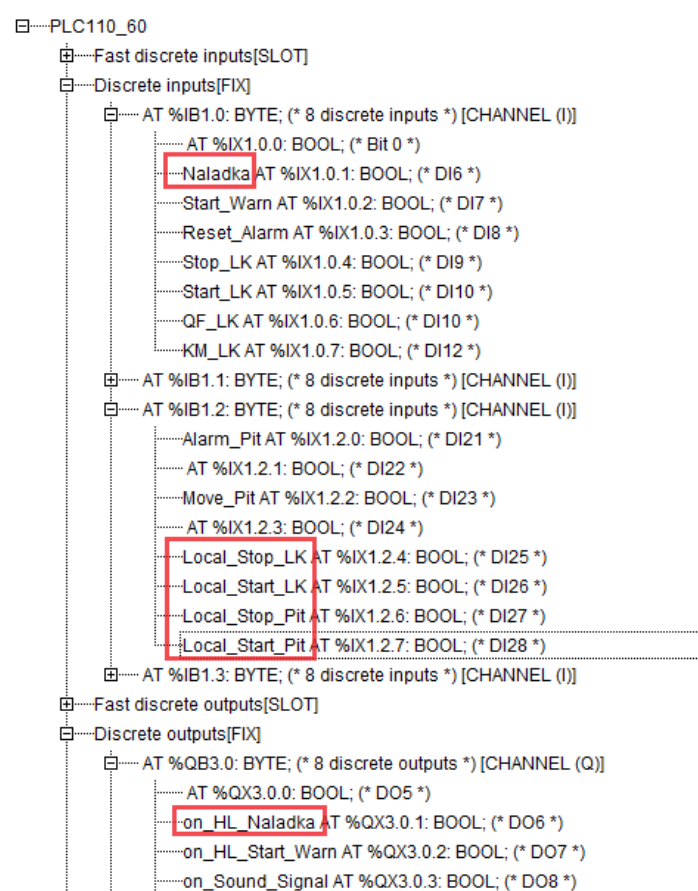 PLC110_60
Fast discrete inputs[SLOT]
Discrete inputs[FIX]
AT %IB1.0: BYTE; (* 8 discrete inputs *) [CHANNEL (I)]
AT %IX1.0.0: BOOL; (* Bit 0 *)
Naladka AT %IX1.0.1: BOOL; (* DI6 *)
Start_Warn AT %IX1.0.2: BOOL; (* DI7 *)
Reset_Alarm AT %IX1.0.3: BOOL; (* DI8 *)
Stop_LK AT %IX1.0.4: BOOL; (* DI9 *)
Start_LK AT %IX1.0.5: BOOL; (* DI10 *)
QF_LK AT %IX1.0.6: BOOL; (* DI10 *)
KM_LK AT %IX1.0.7: BOOL; (* DI12 *)
AT %IB1.1: BYTE; (* 8 discrete inputs *) [CHANNEL (I)]
AT %IB1.2: BYTE; (* 8 discrete inputs *) [CHANNEL (I)]
Alarm_Pit AT %IX1.2.0: BOOL; (* DI21 *)
AT %IX1.2.1: BOOL; (* DI22 *)
Move_Pit AT %IX1.2.2: BOOL; (* DI23 *)
AT %IX1.2.3: BOOL; (* DI24 *)
Local_Stop_LK AT %IX1.2.4: BOOL; (* DI25 *)
Local_Start_LK AT %IX1.2.5: BOOL; (* DI26 *)
Local_Stop_Pit AT %IX1.2.6: BOOL; (* DI27 *)
Local_Start_Pit AT %IX1.2.7: BOOL; (* DI28 *)
AT %IB1.3: BYTE; (* 8 discrete inputs *) [CHANNEL (I)]
Fast discrete outputs[SLOT]
Discrete outputs[FIX]
AT %QB3.0: BYTE; (* 8 discrete outputs *) [CHANNEL (Q)]
AT %QX3.0.0: BOOL; (* DO5 *)
on_HL_Naladka AT %QX3.0.1: BOOL; (* DO6 *)
on_HL_Start_Warn AT %QX3.0.2: BOOL; (* DO7 *)
on_Sound_Signal AT %QX3.0.3: BOOL; (* DO8 *)